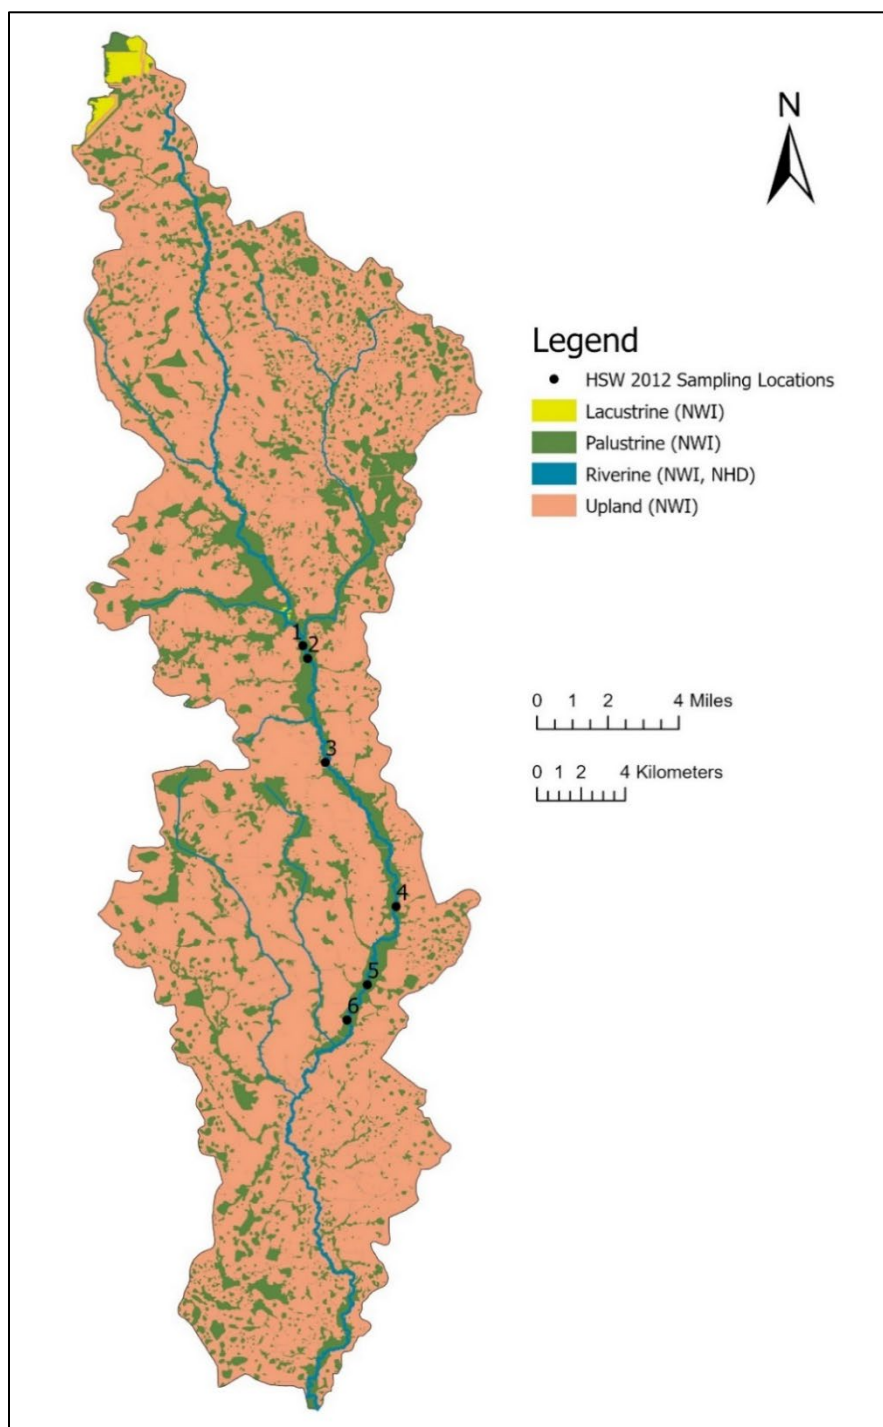 N
Legend
HSW 2012 Sampling Locations
Lacustrine (NWI)
Palustrine (NWI)
Riverine (NWI, NHD)
Upland (NWI)
1
2
3
4
5
6
0 1 2 4 Miles
0 1 2 4 Kilometers